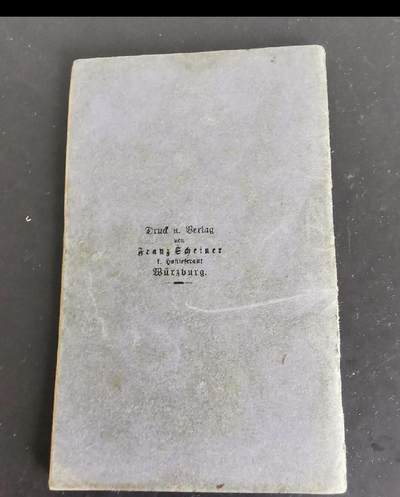 Druck u. Verlag
von
Franz Scheiner
k. Hoflieferant
Würzburg.